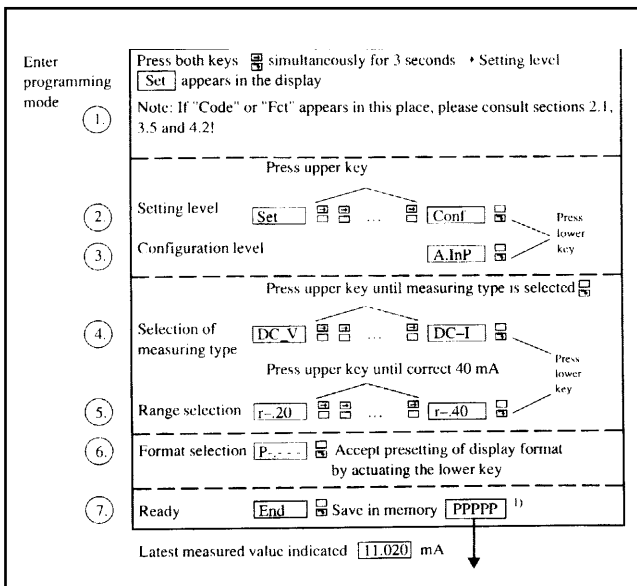 Enter programming mode
Press both keys simultaneously for 3 seconds • Setting level
Set appears in the display
1. Note: If "Code" or "Fct" appears in this place, please consult sections 2.1,
3.5 and 4.2!
Press upper key
2. Setting level Set ... Conf
Press lower key
3. Configuration level A.InP
Press upper key until measuring type is selected
4. Selection of measuring type DC_V ... DC–I
Press lower key
Press upper key until correct 40 mA
5. Range selection r–.20 ... r–.40
6. Format selection P-.--- Accept presetting of display format
by actuating the lower key
7. Ready End Save in memory PPPPP 1)
Latest measured value indicated 11.020 mA